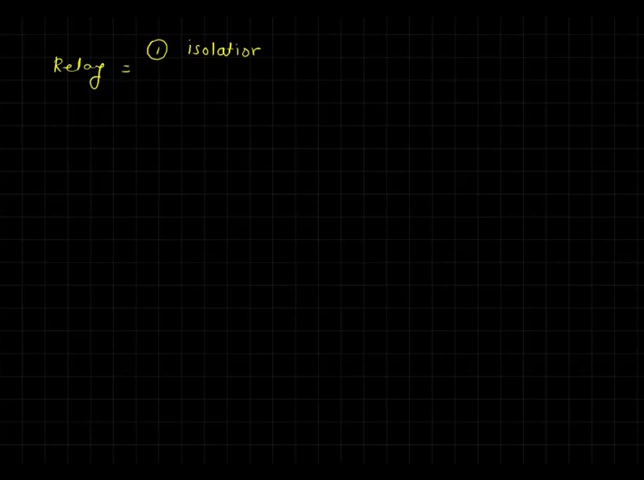 ① isolation
Relay =